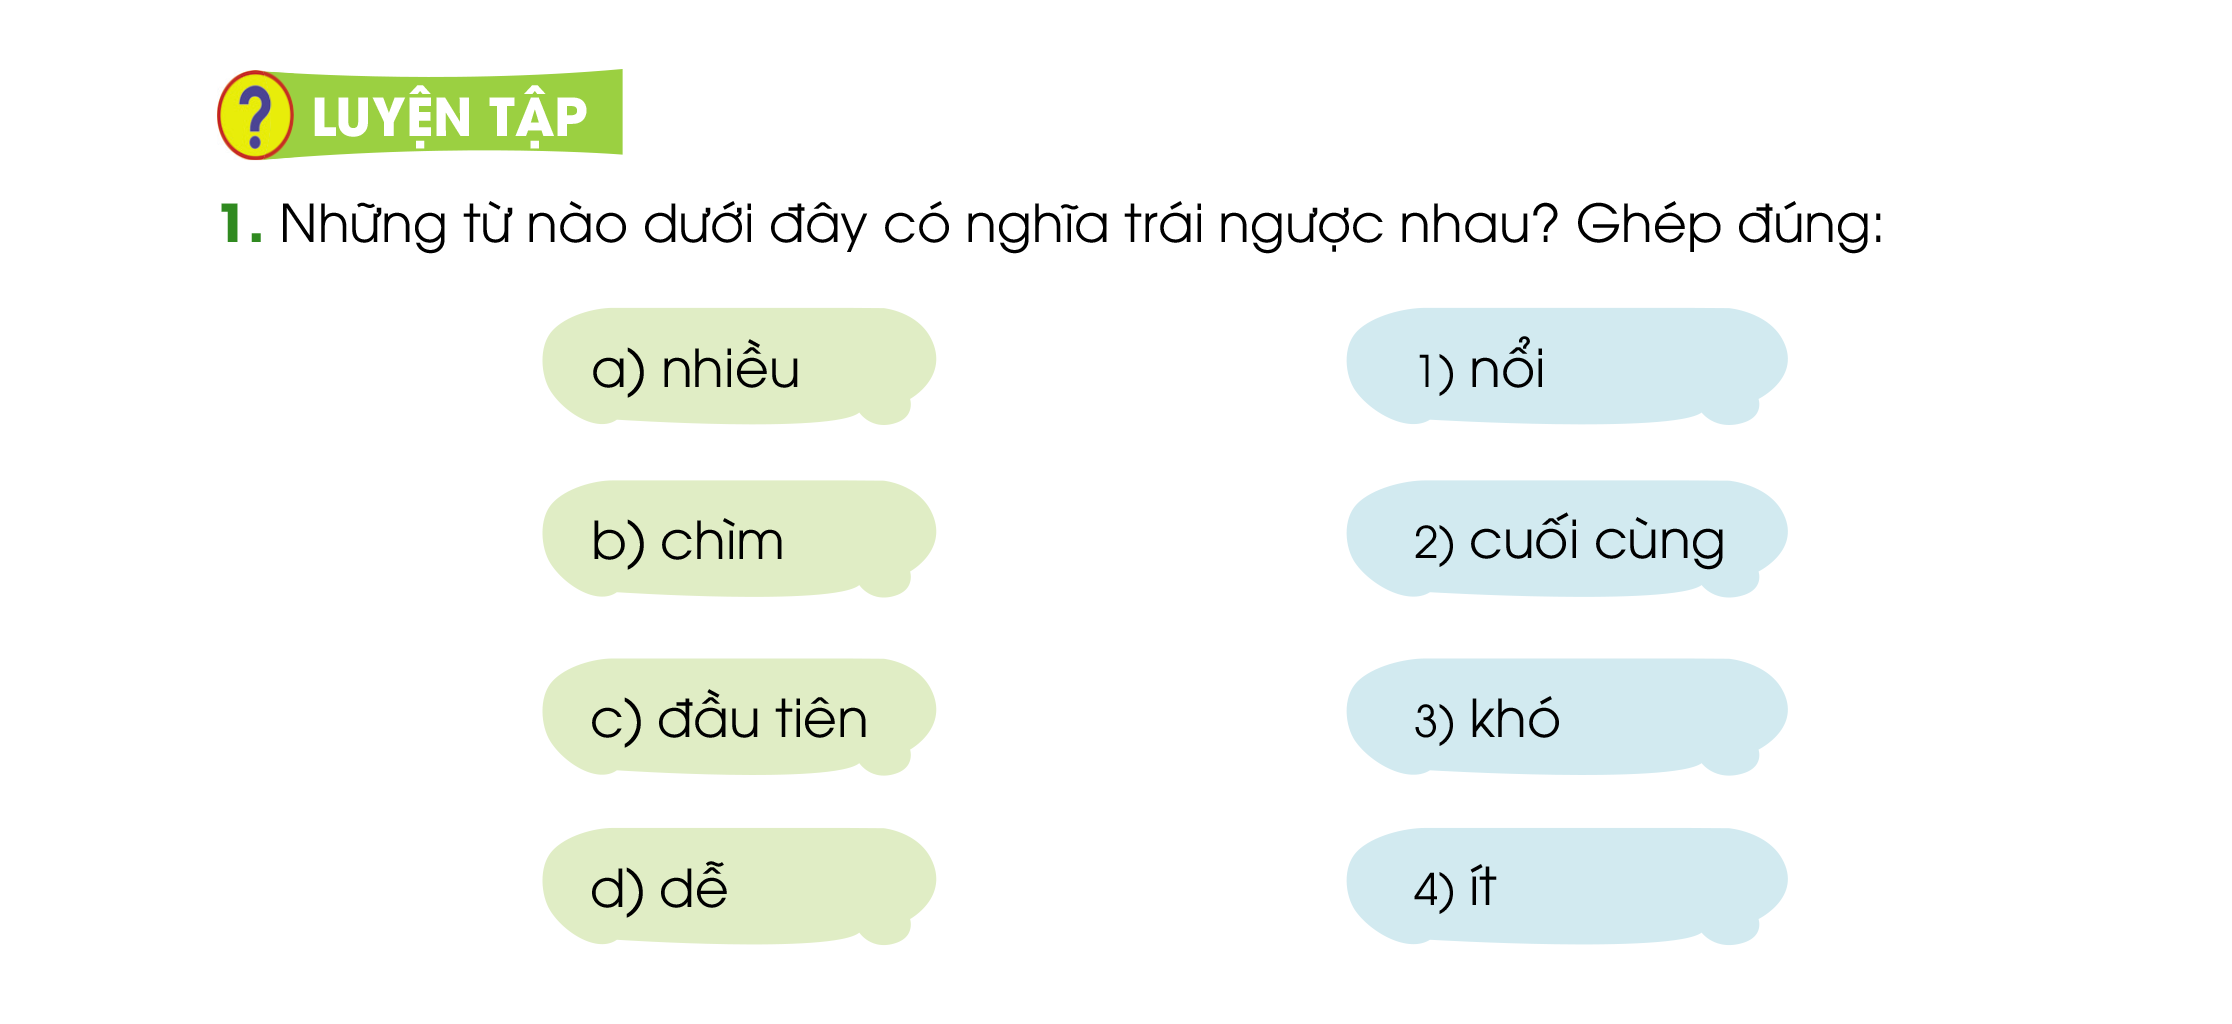 ? LUYỆN TẬP
1. Những từ nào dưới đây có nghĩa trái ngược nhau? Ghép đúng:
a) nhiều 1) nổi
b) chìm 2) cuối cùng
c) đầu tiên 3) khó
d) dễ 4) ít